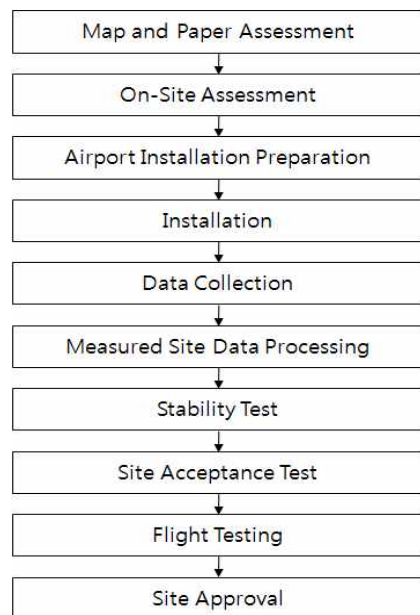 Map and Paper Assessment
On-Site Assessment
Airport Installation Preparation
Installation
Data Collection
Measured Site Data Processing
Stability Test
Site Acceptance Test
Flight Testing
Site Approval